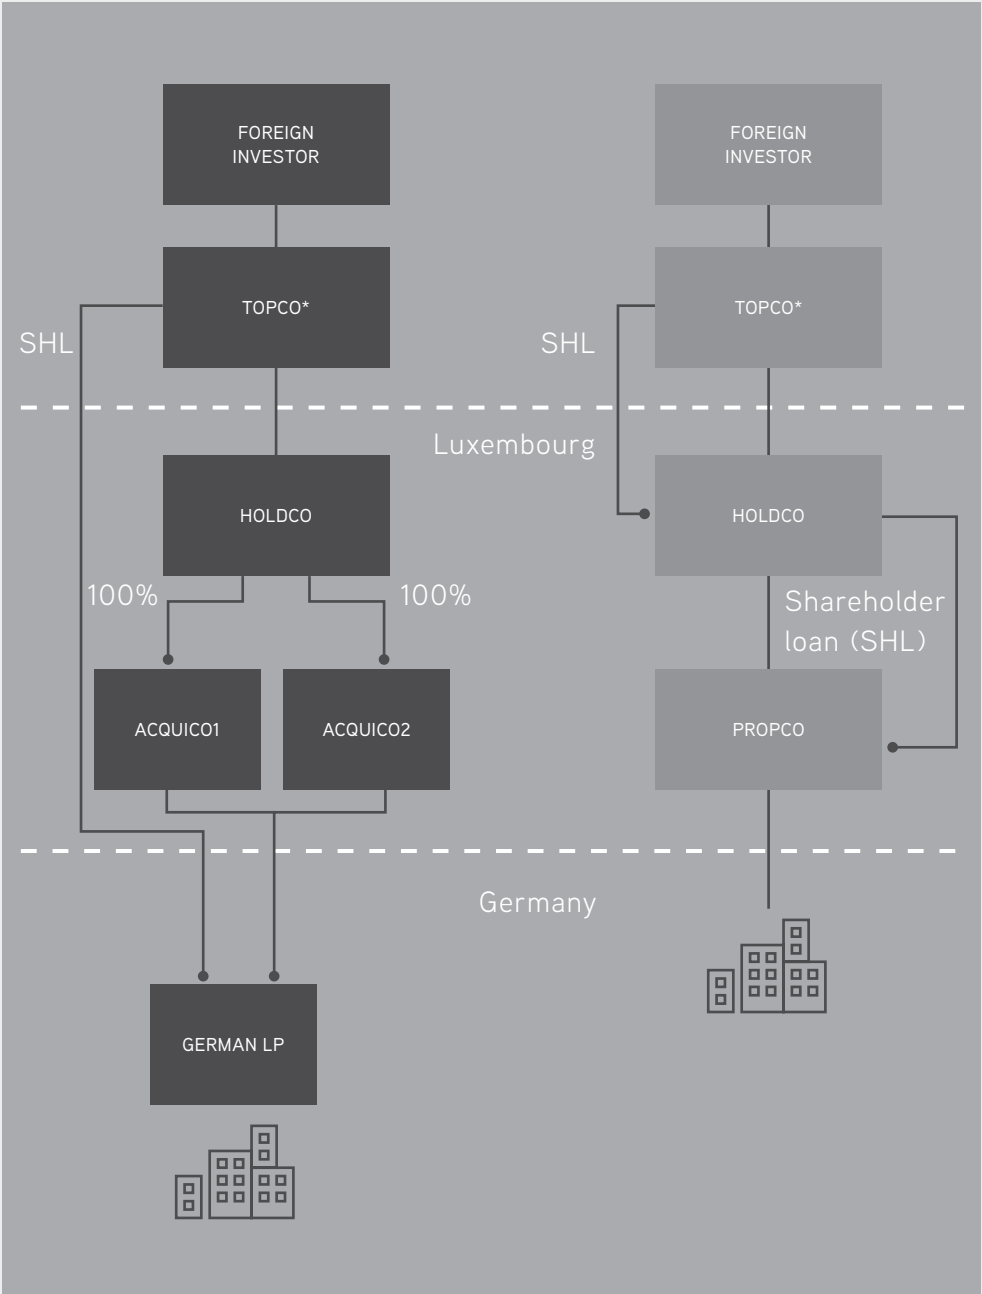 FOREIGN
INVESTOR
FOREIGN
INVESTOR
TOPCO*
TOPCO*
SHL
SHL
Luxembourg
HOLDCO
HOLDCO
100%
100%
Shareholder
loan (SHL)
ACQUICO1
ACQUICO2
PROPCO
Germany
GERMAN LP